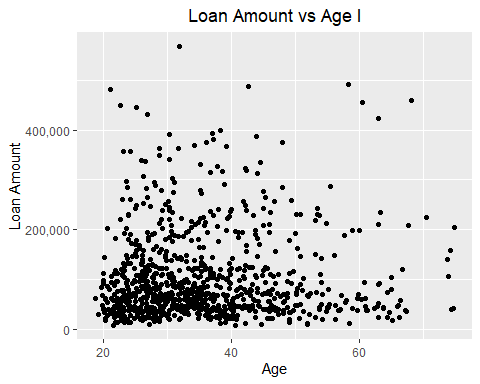 Loan Amount vs Age I
Loan Amount
400,000
200,000
0
20 40 60
Age